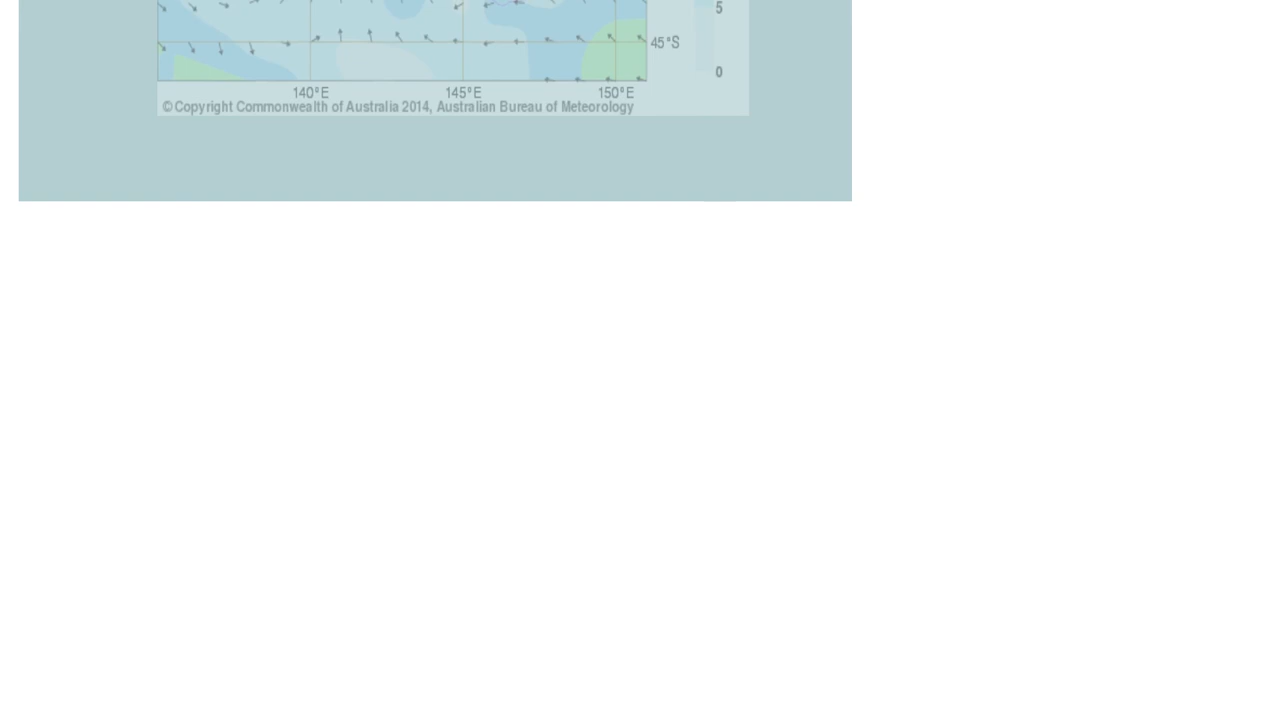 5
45°S
0
140°E 145°E 150°E
© Copyright Commonwealth of Australia 2014, Australian Bureau of Meteorology